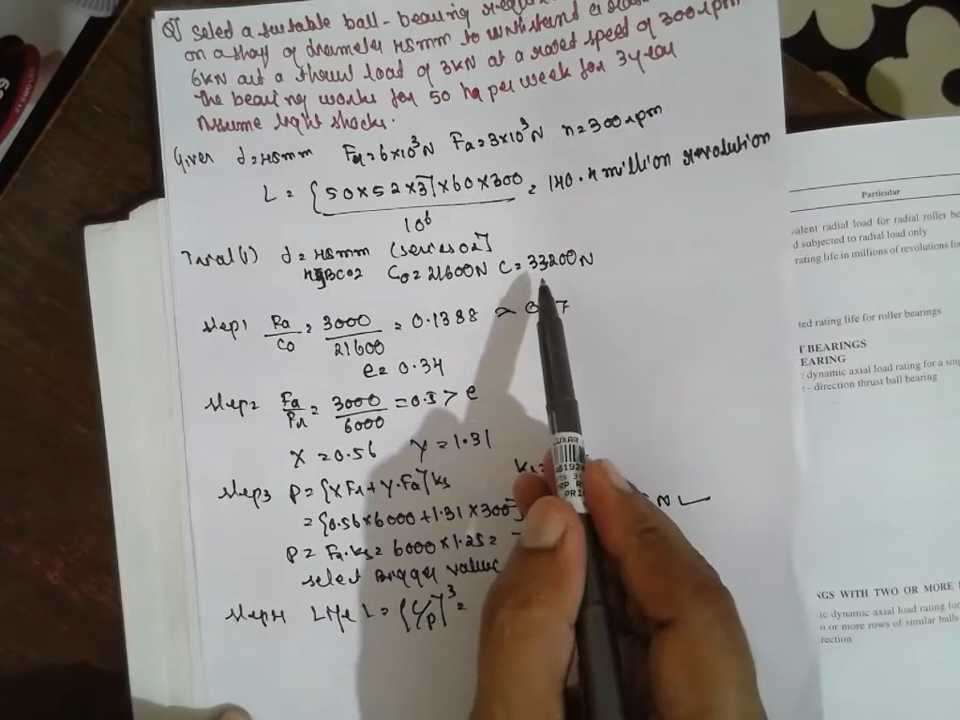 Q] Select a suitable ball-bearing
on a shaft of diameter 45mm to withstand a
6KN and a thrust load of 3KN at a rated speed of 300rpm
The bearing works for 50 hr per week for 3 year
Assume light shocks.
Given d=45mm Fr=6×10³N Fa=3×10³N n=300rpm
L = {50×52×3]×60×300 = 140.4 million revolution
10⁶
Trial(1) d=45mm (series 02]
45BC02 C₀=21600N C=33200N
Step1 Fa = 3000 = 0.1388 ≈
C₀ 21600
e= 0.34
Step2 Fa = 3000 = 0.5 > e
Fr 6000
X = 0.56 Y = 1.31
Step3 P = {XFr+Y.Fa]ks
= {0.56×6000+1.31×300
P= Fr.ks= 6000×1.25=
select Bigger value
Step4 Life L = {C/P]³=
Particular
alent radial load for radial roller be
d subjected to radial load only
rating life in millions of revolutions fo
ted rating life for roller bearings
T BEARINGS
EARING
: dynamic axial load rating for a sing
- direction thrust ball bearing
NGS WITH TWO OR MORE
ic dynamic axial load rating for
o or more rows of similar balls
rection
LUXAR